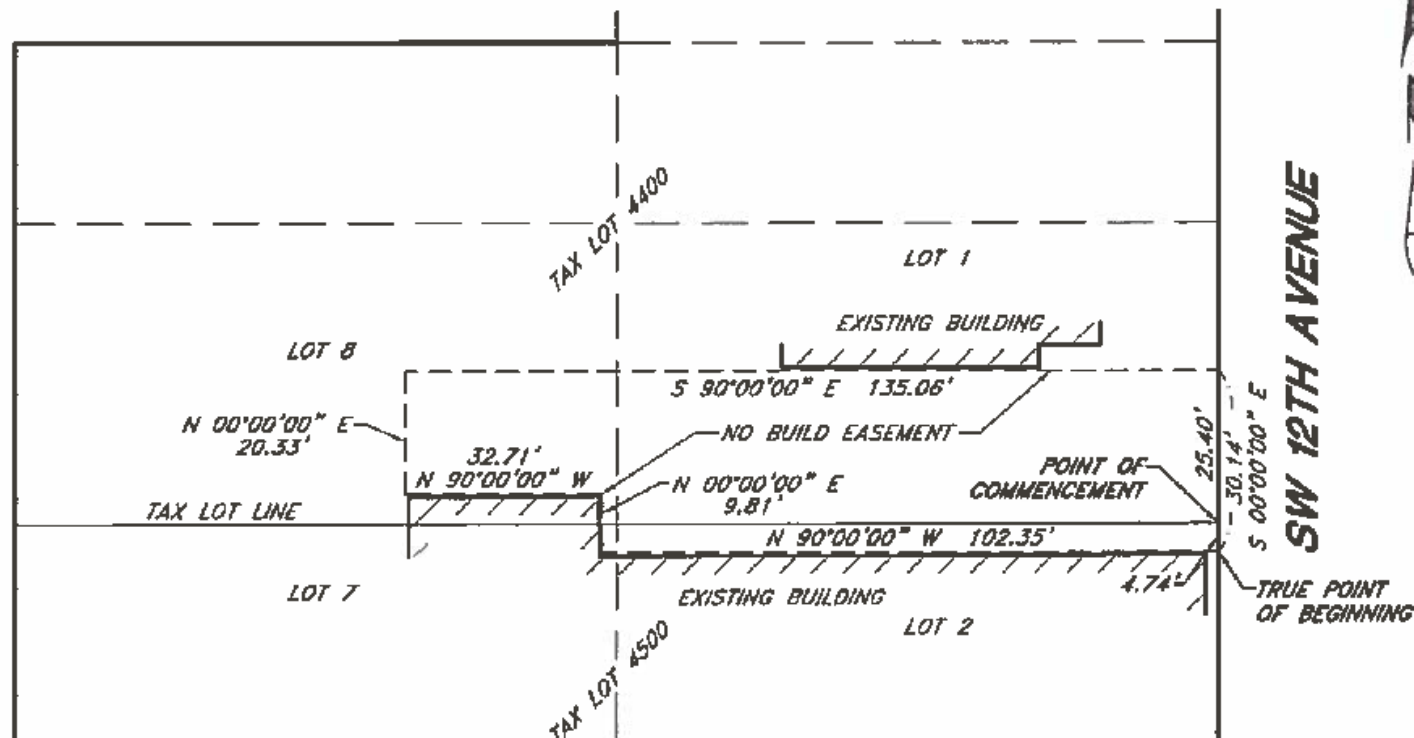 TAX LOT 4400
LOT 1
EXISTING BUILDING
LOT 8
S 90°00'00" E 135.06'
N 00°00'00" E
20.33'
NO BUILD EASEMENT
32.71'
N 90°00'00" W
N 00°00'00" E
9.81'
POINT OF
COMMENCEMENT
25.40'
30.14'
S 00°00'00" E
SW 12TH AVENUE
TAX LOT LINE
N 90°00'00" W 102.35'
4.74'
TRUE POINT
OF BEGINNING
LOT 7
EXISTING BUILDING
LOT 2
TAX LOT 4500